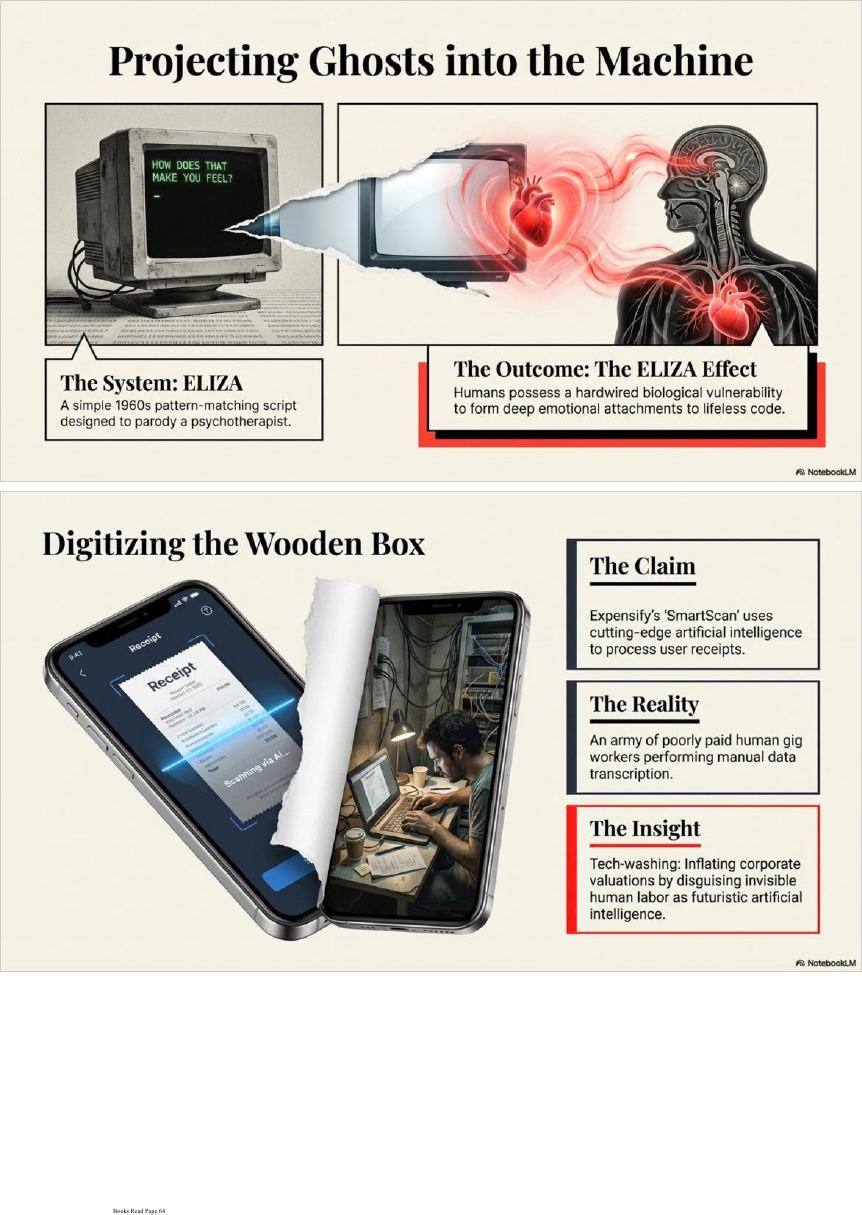 Projecting Ghosts into the Machine
HOW DOES THAT
MAKE YOU FEEL?
The System: ELIZA
A simple 1960s pattern-matching script
designed to parody a psychotherapist.
The Outcome: The ELIZA Effect
Humans possess a hardwired biological vulnerability
to form deep emotional attachments to lifeless code.
NotebookLM
Digitizing the Wooden Box
9:41
Receipt
Receipt
Scanning via AI...
The Claim
Expensify's 'SmartScan' uses
cutting-edge artificial intelligence
to process user receipts.
The Reality
An army of poorly paid human gig
workers performing manual data
transcription.
The Insight
Tech-washing: Inflating corporate
valuations by disguising invisible
human labor as futuristic artificial
intelligence.
NotebookLM
Books Read Page 64